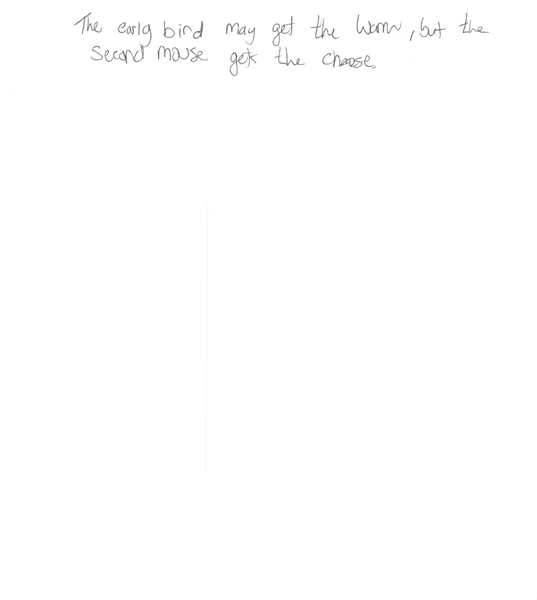 The early bird may get the worm, but the
second mouse gets the cheese.